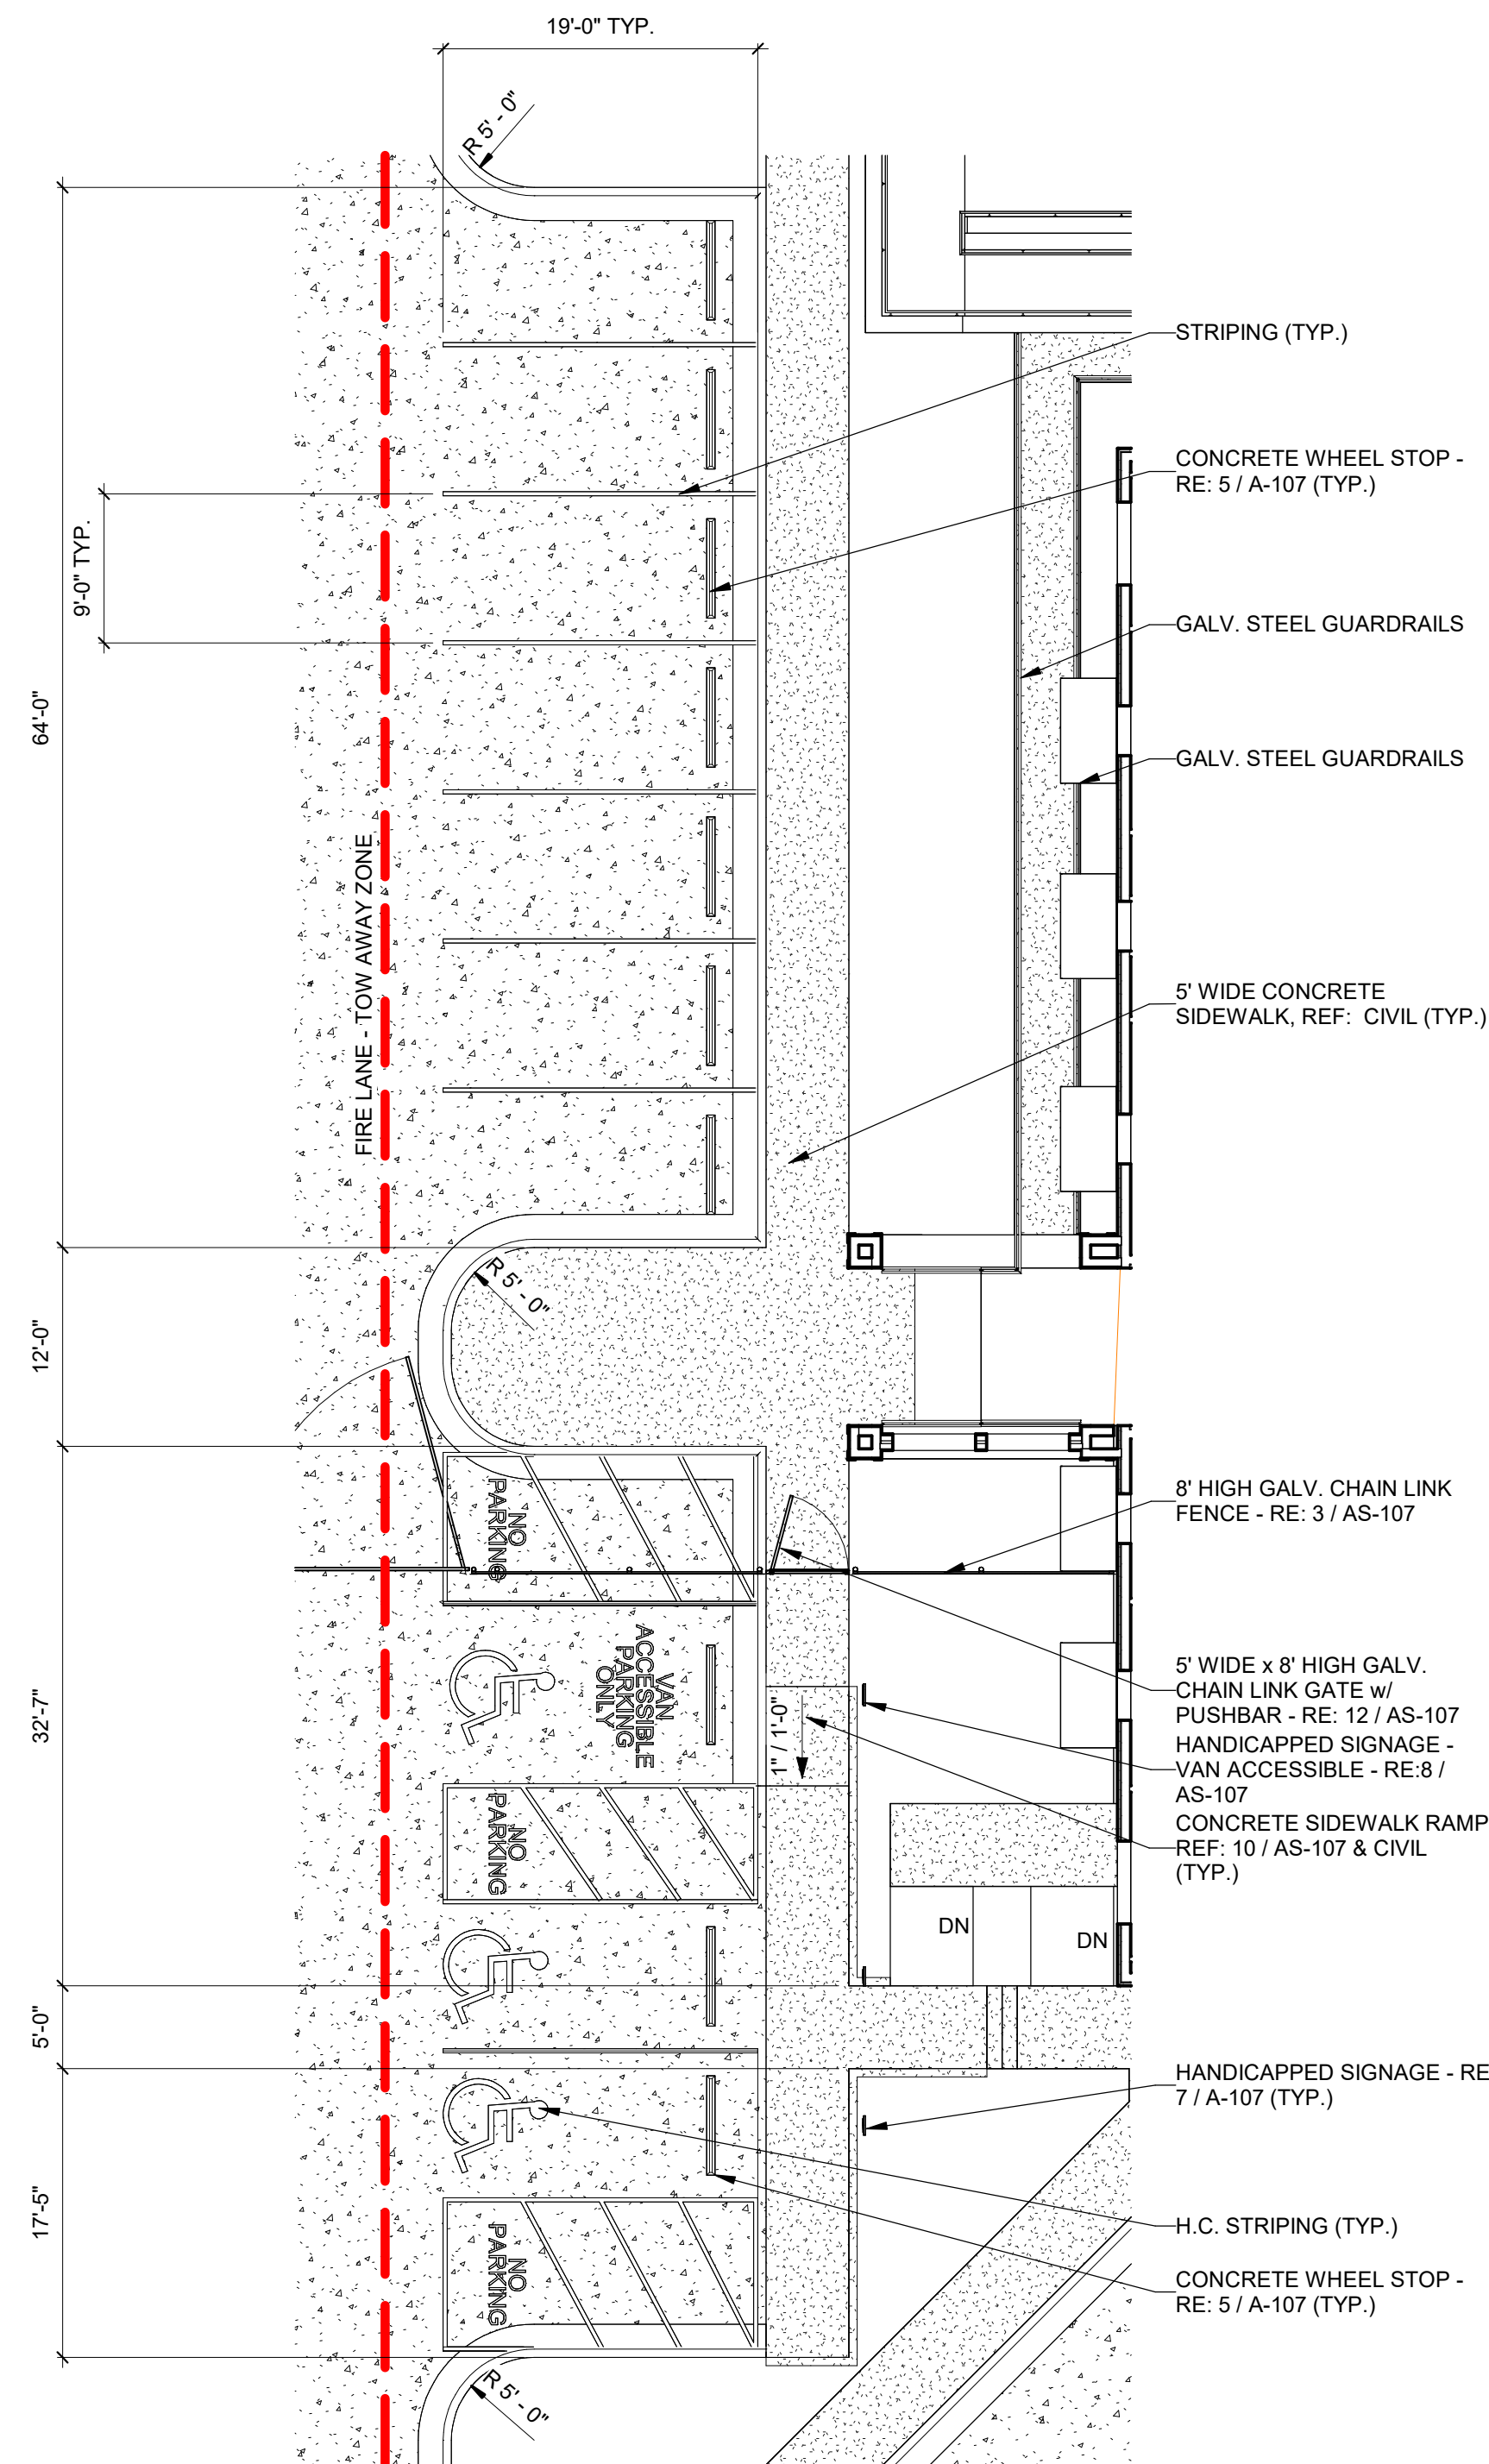 19'-0" TYP.
R 5' - 0"
STRIPING (TYP.)
CONCRETE WHEEL STOP -
RE: 5 / A-107 (TYP.)
9'-0" TYP.
GALV. STEEL GUARDRAILS
64'-0"
GALV. STEEL GUARDRAILS
FIRE LANE - TOW AWAY ZONE
5' WIDE CONCRETE
SIDEWALK, REF:  CIVIL (TYP.)
R 5' - 0"
12'-0"
8' HIGH GALV. CHAIN LINK
FENCE - RE: 3 / AS-107
NO
PARKING
VAN
ACCESSIBLE
PARKING
ONLY
32'-7"
1" / 1'-0"
5' WIDE x 8' HIGH GALV.
CHAIN LINK GATE w/
PUSHBAR - RE: 12 / AS-107
HANDICAPPED SIGNAGE -
VAN ACCESSIBLE - RE:8 /
AS-107
CONCRETE SIDEWALK RAMP
REF: 10 / AS-107 & CIVIL
(TYP.)
NO
PARKING
DN
DN
5'-0"
HANDICAPPED SIGNAGE - RE
7 / A-107 (TYP.)
17'-5"
H.C. STRIPING (TYP.)
NO
PARKING
CONCRETE WHEEL STOP -
RE: 5 / A-107 (TYP.)
R 5' - 0"